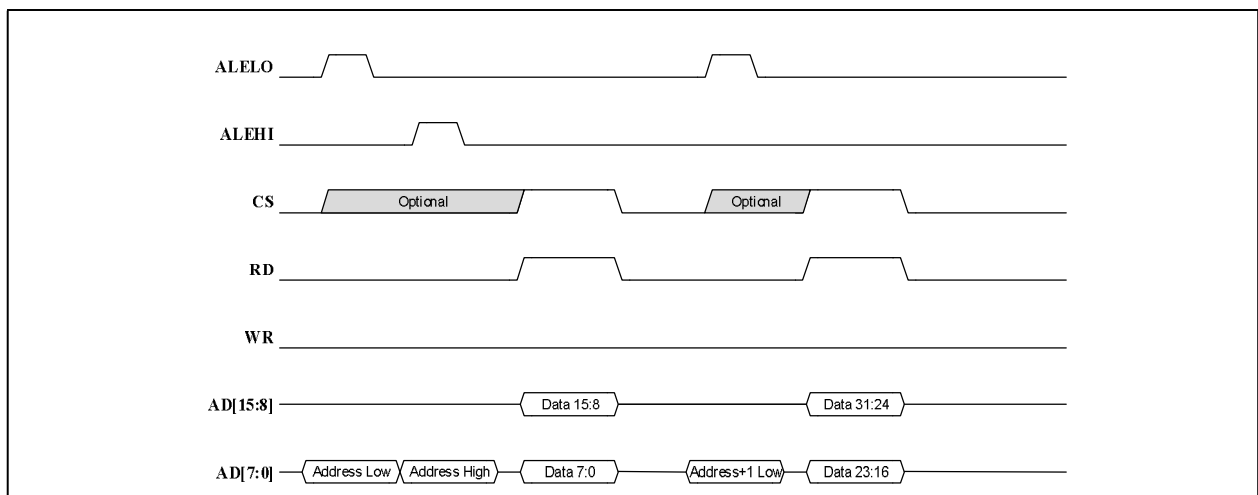 ALELO
ALEHI
CS Optional Optional
RD
WR
AD[15:8] Data 15:8 Data 31:24
AD[7:0] Address Low Address High Data 7:0 Address+1 Low Data 23:16